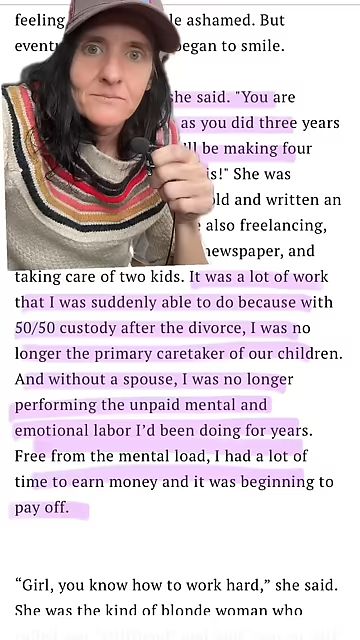 feeling le ashamed. But
began to smile.
she said. "You are
as you did three years
ll be making four
is!" She was
old and written an
also freelancing,
newspaper, and
taking care of two kids. It was a lot of work
that I was suddenly able to do because with
50/50 custody after the divorce, I was no
longer the primary caretaker of our children.
And without a spouse, I was no longer
performing the unpaid mental and
emotional labor I’d been doing for years.
Free from the mental load, I had a lot of
time to earn money and it was beginning to
pay off.
“Girl, you know how to work hard,” she said.
She was the kind of blonde woman who